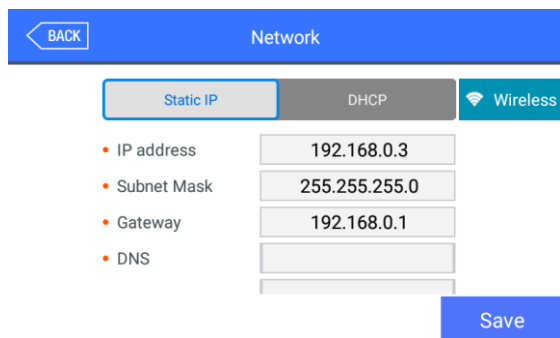 BACK
Network
Static IP
DHCP
Wireless
IP address
192.168.0.3
Subnet Mask
255.255.255.0
Gateway
192.168.0.1
DNS
Save